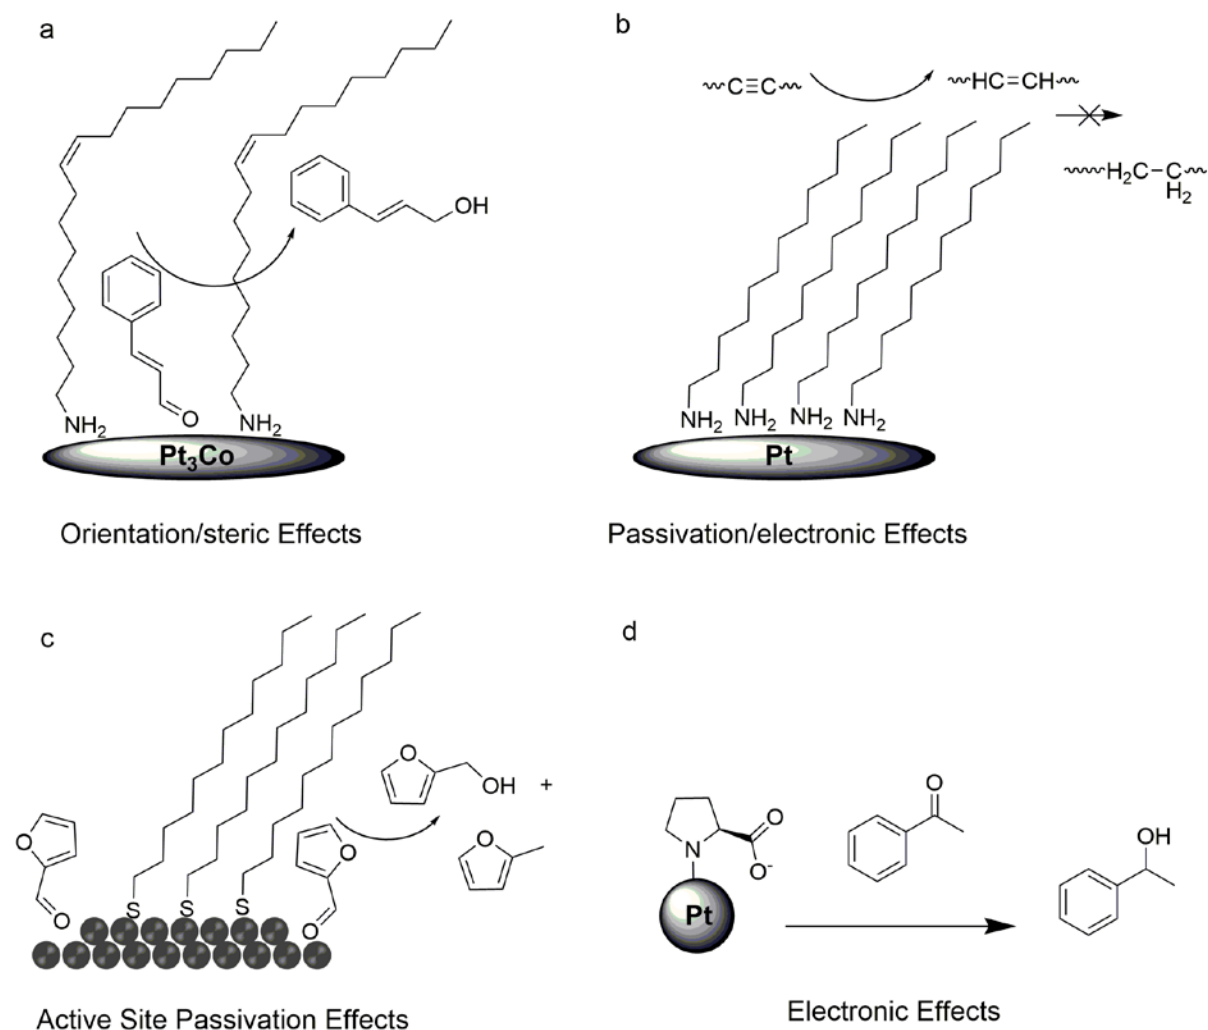 a
OH
O
NH₂
NH₂
Pt₃Co
Orientation/steric Effects
b
C≡C
HC=CH
H₂C–C
H₂
NH₂
NH₂
NH₂
NH₂
Pt
Passivation/electronic Effects
c
O
OH
+
O
O
O
O
S
S
S
O
Active Site Passivation Effects
d
O
N
O
O⁻
Pt
OH
Electronic Effects